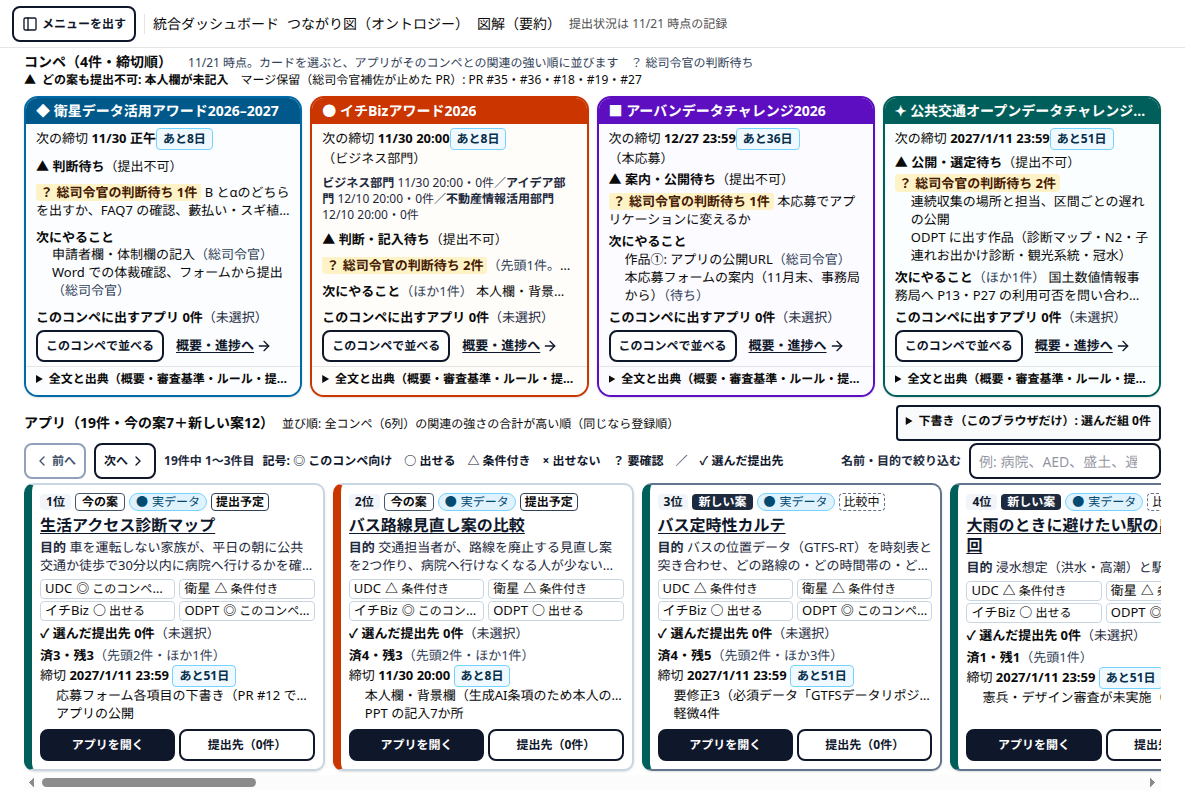 メニューを出す
統合ダッシュボード つながり図（オントロジー） 図解（要約） 提出状況は 11/21 時点の記録
コンペ（4件・締切順） 11/21 時点。カードを選ぶと、アプリがそのコンペとの関連の強い順に並びます ？ 総司令官の判断待ち
▲ どの案も提出不可: 本人欄が未記入 マージ保留（総司令官補佐が止めた PR）: PR #35・#36・#18・#19・#27
◆ 衛星データ活用アワード2026–2027
次の締切 11/30 正午 あと8日
▲ 判断待ち（提出不可）
？ 総司令官の判断待ち 1件 B とαのどちら
を出すか、FAQ7 の確認、藪払い・スギ植...
次にやること
申請者欄・体制欄の記入（総司令官）
Word での体裁確認、フォームから提出
（総司令官）
このコンペに出すアプリ 0件（未選択）
このコンペで並べる 概要・進捗へ →
▶ 全文と出典（概要・審査基準・ルール・提...
● イチBizアワード2026
次の締切 11/30 20:00 あと8日
（ビジネス部門）
ビジネス部門 11/30 20:00・0件／アイデア部
門 12/10 20:00・0件／不動産情報活用部門
12/10 20:00・0件
▲ 判断・記入待ち（提出不可）
？ 総司令官の判断待ち 2件 （先頭1件。...
次にやること（ほか1件） 本人欄・背景...
このコンペに出すアプリ 0件（未選択）
このコンペで並べる 概要・進捗へ →
▶ 全文と出典（概要・審査基準・ルール・提...
■ アーバンデータチャレンジ2026
次の締切 12/27 23:59 あと36日
（本応募）
▲ 案内・公開待ち（提出不可）
？ 総司令官の判断待ち 1件 本応募でアプ
リケーションに変えるか
次にやること
作品①: アプリの公開URL（総司令官）
本応募フォームの案内（11月末、事務局
から）（待ち）
このコンペに出すアプリ 0件（未選択）
このコンペで並べる 概要・進捗へ →
▶ 全文と出典（概要・審査基準・ルール・提...
✦ 公共交通オープンデータチャレンジ...
次の締切 2027/1/11 23:59 あと51日
▲ 公開・選定待ち（提出不可）
？ 総司令官の判断待ち 2件
連続収集の場所と担当、区間ごとの遅れ
の公開
ODPT に出す作品（診断マップ・N2・子
連れお出かけ診断・観光系統・冠水）
次にやること（ほか1件） 国土数値情報事
務局へ P13・P27 の利用可否を問い合わ...
このコンペに出すアプリ 0件（未選択）
このコンペで並べる 概要・進捗へ →
▶ 全文と出典（概要・審査基準・ルール・提...
アプリ（19件・今の案7＋新しい案12） 並び順: 全コンペ（6列）の関連の強さの合計が高い順（同じなら登録順）
▶ 下書き（このブラウザだけ）: 選んだ組 0件
前へ 次へ 19件中 1〜3件目 記号: ◎ このコンペ向け ○ 出せる △ 条件付き × 出せない ？ 要確認 ／ ✓ 選んだ提出先
名前・目的で絞り込む 例: 病院、AED、盛土、避
1位 今の案 ● 実データ 提出予定
生活アクセス診断マップ
目的 車を運転しない家族が、平日の朝に公共
交通か徒歩で30分以内に病院へ行けるかを確...
UDC ◎ このコンペ... 衛星 △ 条件付き
イチBiz ○ 出せる ODPT ◎ このコンペ...
✓ 選んだ提出先 0件（未選択）
済3・残3（先頭2件・ほか1件）
締切 2027/1/11 23:59 あと51日
応募フォーム各項目の下書き（PR #12 で...
アプリの公開
アプリを開く 提出先（0件）
2位 今の案 ● 実データ 提出予定
バス路線見直し案の比較
目的 交通担当者が、路線を廃止する見直し案
を2つ作り、病院へ行けなくなる人が少ない...
UDC △ 条件付き 衛星 △ 条件付き
イチBiz ◎ このコン... ODPT ○ 出せる
✓ 選んだ提出先 0件（未選択）
済4・残3（先頭2件・ほか1件）
締切 11/30 20:00 あと8日
本人欄・背景欄（生成AI条項のため本人の...
PPT の記入7か所
アプリを開く 提出先（0件）
3位 新しい案 ● 実データ 比較中
バス定時性カルテ
目的 バスの位置データ（GTFS-RT）を時刻表と
突き合わせ、どの路線の・どの時間帯の・ど...
UDC △ 条件付き 衛星 △ 条件付き
イチBiz ○ 出せる ODPT ◎ このコンペ...
✓ 選んだ提出先 0件（未選択）
済4・残5（先頭2件・ほか3件）
締切 2027/1/11 23:59 あと51日
要修正3（必須データ「GTFSデータリポジ...
軽微4件
アプリを開く 提出先（0件）
4位 新しい案 ● 実データ
大雨のときに避けたい駅の
回
目的 浸水想定（洪水・高潮）と駅
UDC △ 条件付き 衛星 △
イチBiz ○ 出せる ODPT ◎
✓ 選んだ提出先 0件（未選択）
済1・残1（先頭1件）
締切 2027/1/11 23:59 あと51日
憲兵・デザイン審査が未実施
アプリを開く